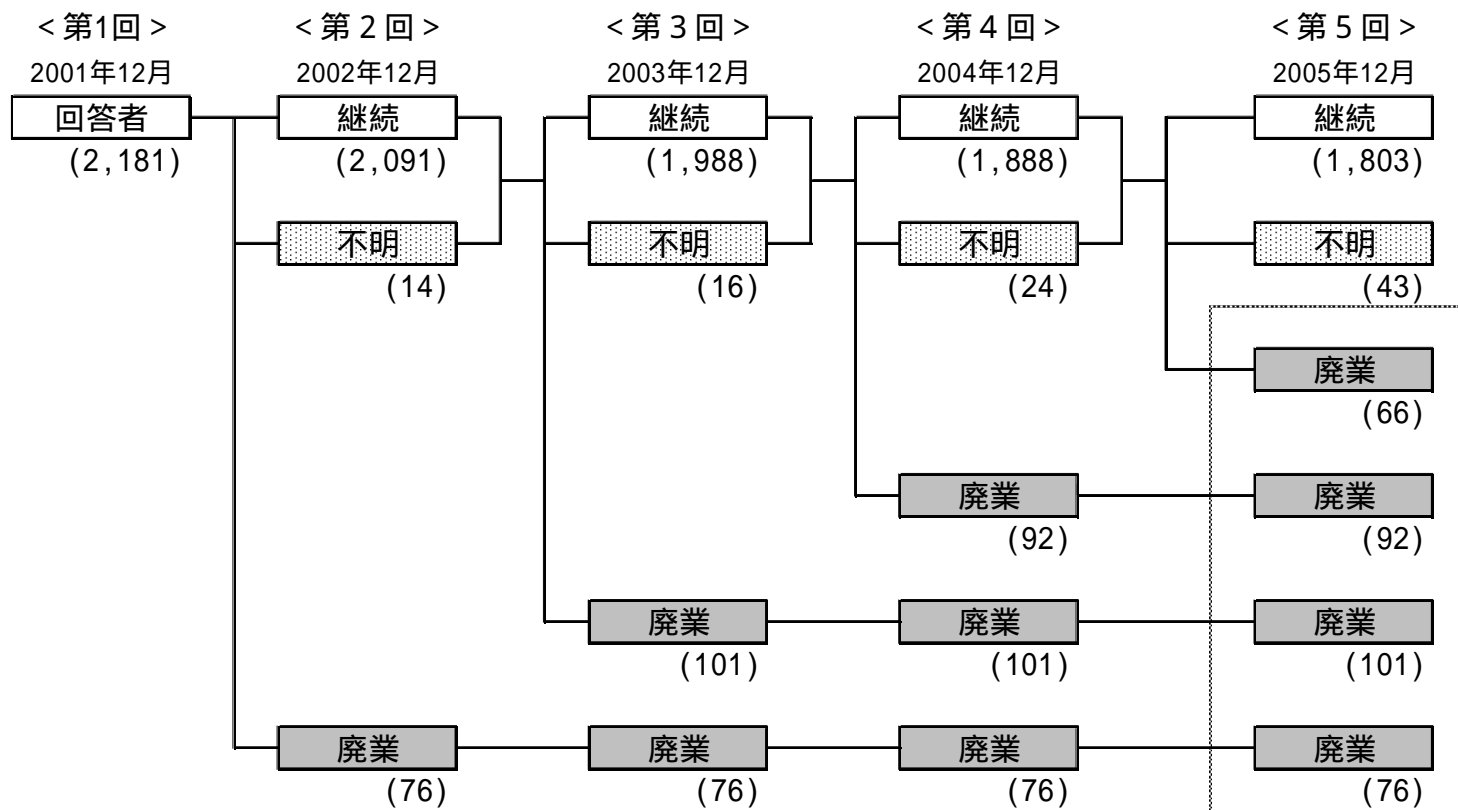 <第1回> <第２回> <第３回> <第４回> <第５回>
2001年12月 2002年12月 2003年12月 2004年12月 2005年12月
回答者 継続 継続 継続 継続
(2,181) (2,091) (1,988) (1,888) (1,803)
不明 不明 不明 不明
(14) (16) (24) (43)
廃業
(66)
廃業 廃業
(92) (92)
廃業 廃業 廃業
(101) (101) (101)
廃業 廃業 廃業 廃業
(76) (76) (76) (76)